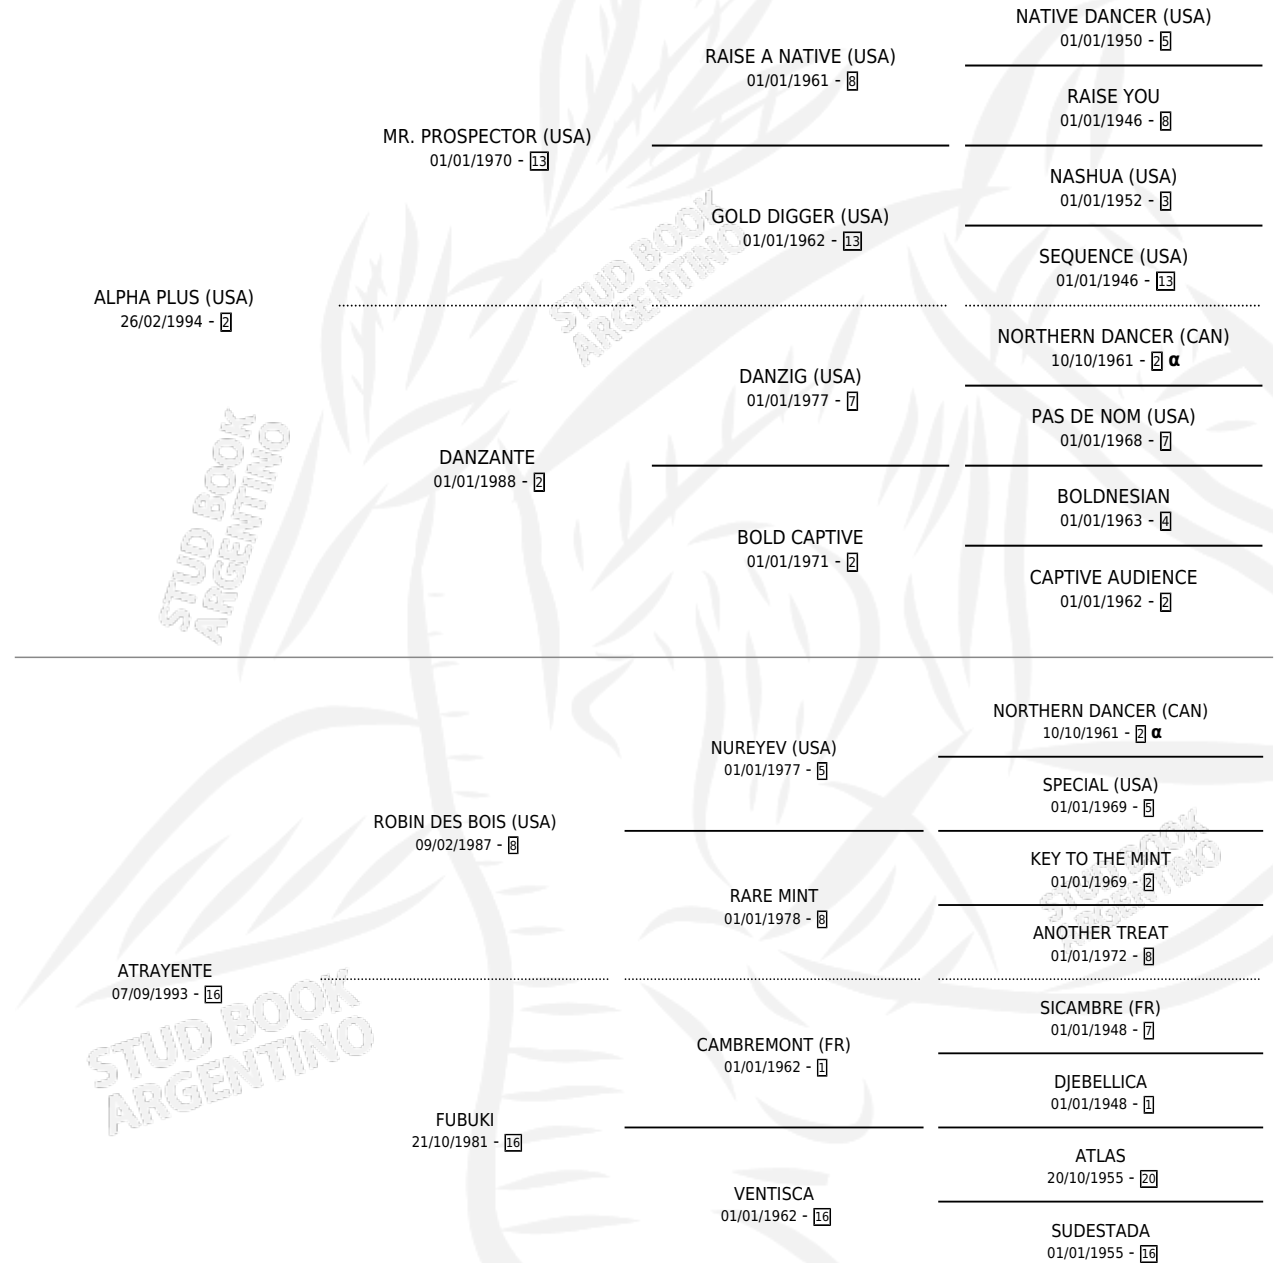 NATIVE DANCER (USA)
01/01/1950 - 5
RAISE A NATIVE (USA)
01/01/1961 - 8
RAISE YOU
01/01/1946 - 8
MR. PROSPECTOR (USA)
01/01/1970 - 13
NASHUA (USA)
01/01/1952 - 3
GOLD DIGGER (USA)
01/01/1962 - 13
SEQUENCE (USA)
01/01/1946 - 13
ALPHA PLUS (USA)
26/02/1994 - 2
NORTHERN DANCER (CAN)
10/10/1961 - 2 α
DANZIG (USA)
01/01/1977 - 7
PAS DE NOM (USA)
01/01/1968 - 7
DANZANTE
01/01/1988 - 2
BOLDNESIAN
01/01/1963 - 4
BOLD CAPTIVE
01/01/1971 - 2
CAPTIVE AUDIENCE
01/01/1962 - 2
NORTHERN DANCER (CAN)
10/10/1961 - 2 α
NUREYEV (USA)
01/01/1977 - 5
SPECIAL (USA)
01/01/1969 - 5
ROBIN DES BOIS (USA)
09/02/1987 - 8
KEY TO THE MINT
01/01/1969 - 2
RARE MINT
01/01/1978 - 8
ANOTHER TREAT
01/01/1972 - 8
ATRAYENTE
07/09/1993 - 16
SICAMBRE (FR)
01/01/1948 - 7
CAMBREMONT (FR)
01/01/1962 - 1
DJEBELLICA
01/01/1948 - 1
FUBUKI
21/10/1981 - 16
ATLAS
20/10/1955 - 20
VENTISCA
01/01/1962 - 16
SUDESTADA
01/01/1955 - 16
STUD BOOK
ARGENTINO
STUD BOOK
ARGENTINO
STUD BOOK
ARGENTINO
STUD BOOK
ARGENTINO